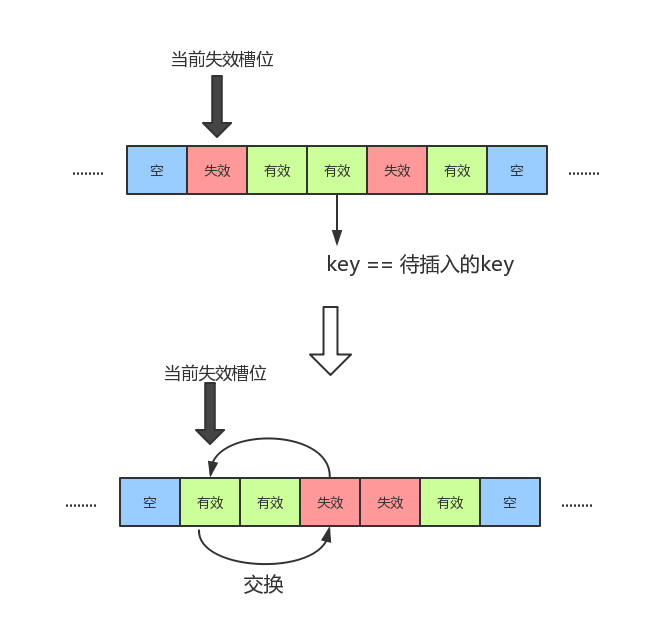 当前失效槽位
........ 空 失效 有效 有效 失效 有效 空 ........
key == 待插入的key
当前失效槽位
........ 空 有效 有效 失效 失效 有效 空 ........
交换